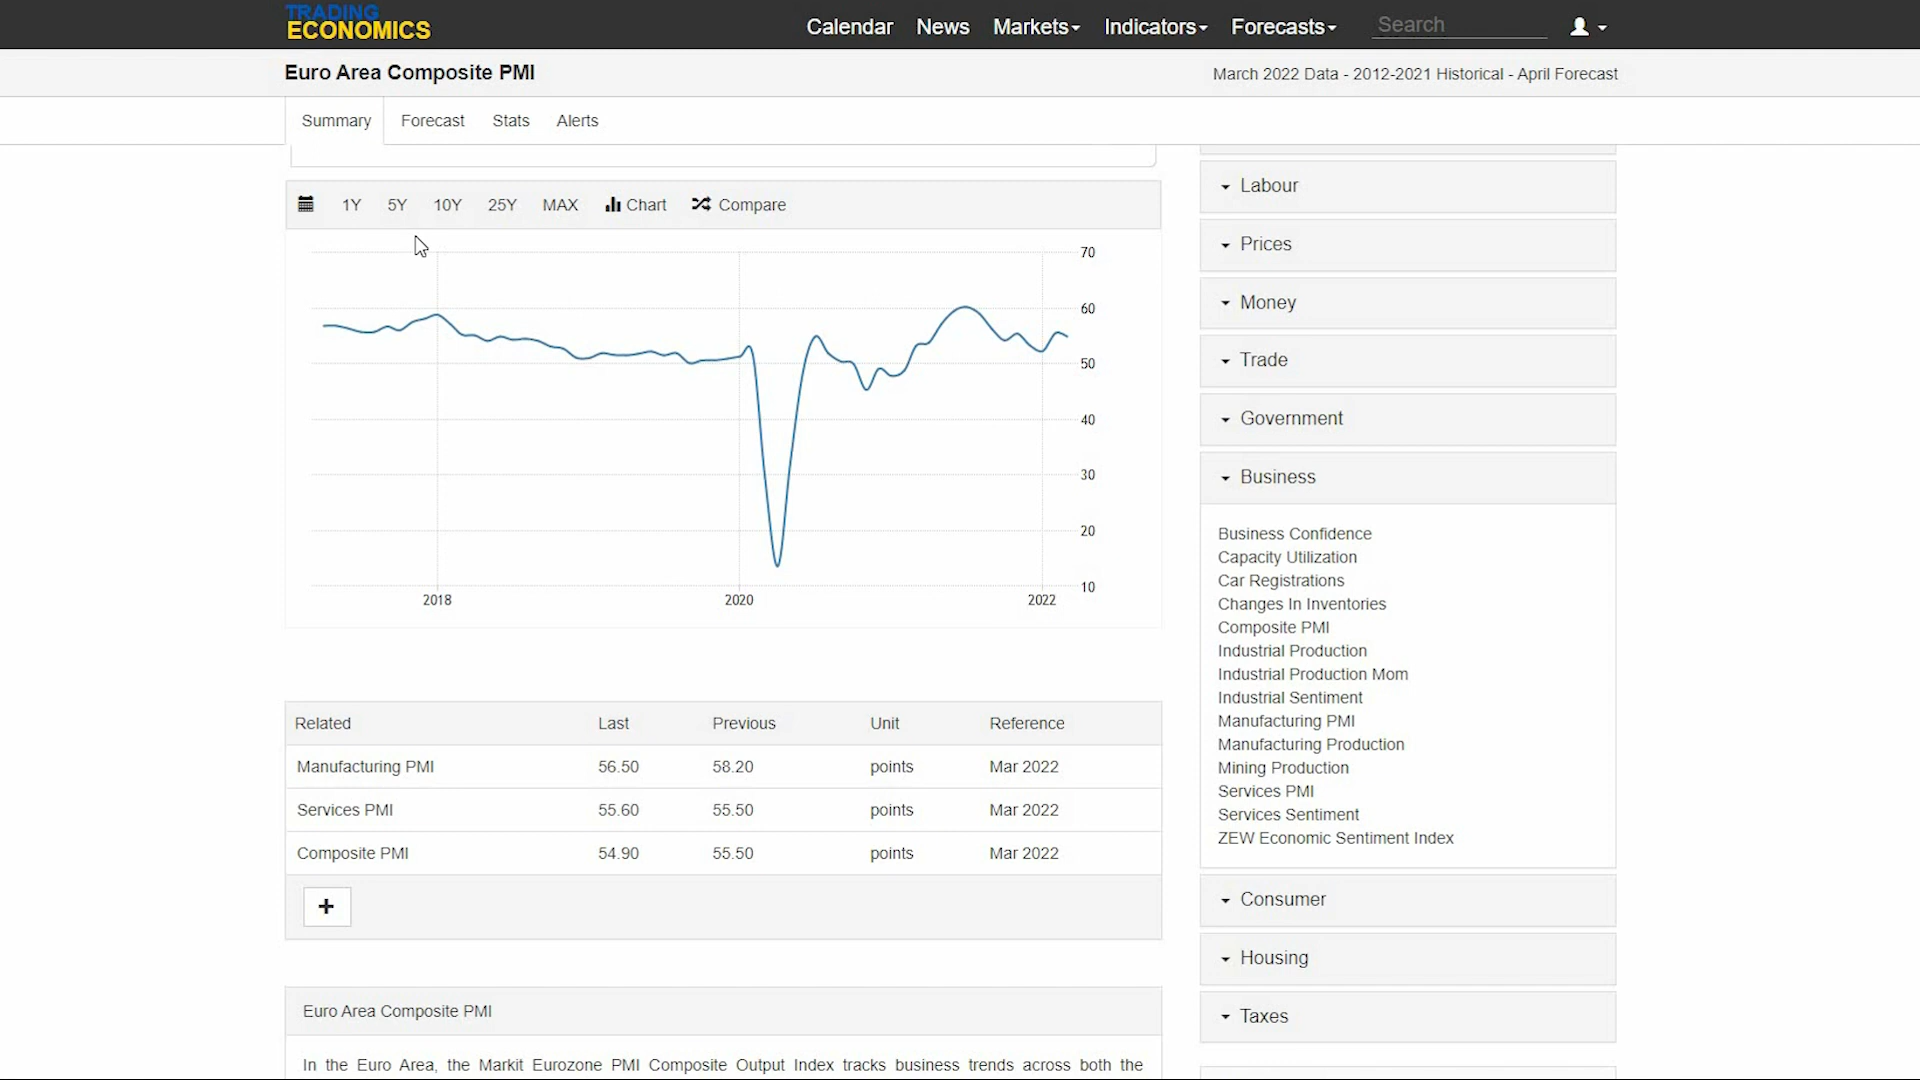 TRADING
ECONOMICS
Calendar News Markets Indicators Forecasts Search
Euro Area Composite PMI
March 2022 Data - 2012-2021 Historical - April Forecast
Summary Forecast Stats Alerts
1Y 5Y 10Y 25Y MAX Chart Compare
70
60
50
40
30
20
10
2018 2020 2022
Related Last Previous Unit Reference
Manufacturing PMI 56.50 58.20 points Mar 2022
Services PMI 55.60 55.50 points Mar 2022
Composite PMI 54.90 55.50 points Mar 2022
+
Euro Area Composite PMI
In the Euro Area, the Markit Eurozone PMI Composite Output Index tracks business trends across both the
Labour
Prices
Money
Trade
Government
Business
Business Confidence
Capacity Utilization
Car Registrations
Changes In Inventories
Composite PMI
Industrial Production
Industrial Production Mom
Industrial Sentiment
Manufacturing PMI
Manufacturing Production
Mining Production
Services PMI
Services Sentiment
ZEW Economic Sentiment Index
Consumer
Housing
Taxes